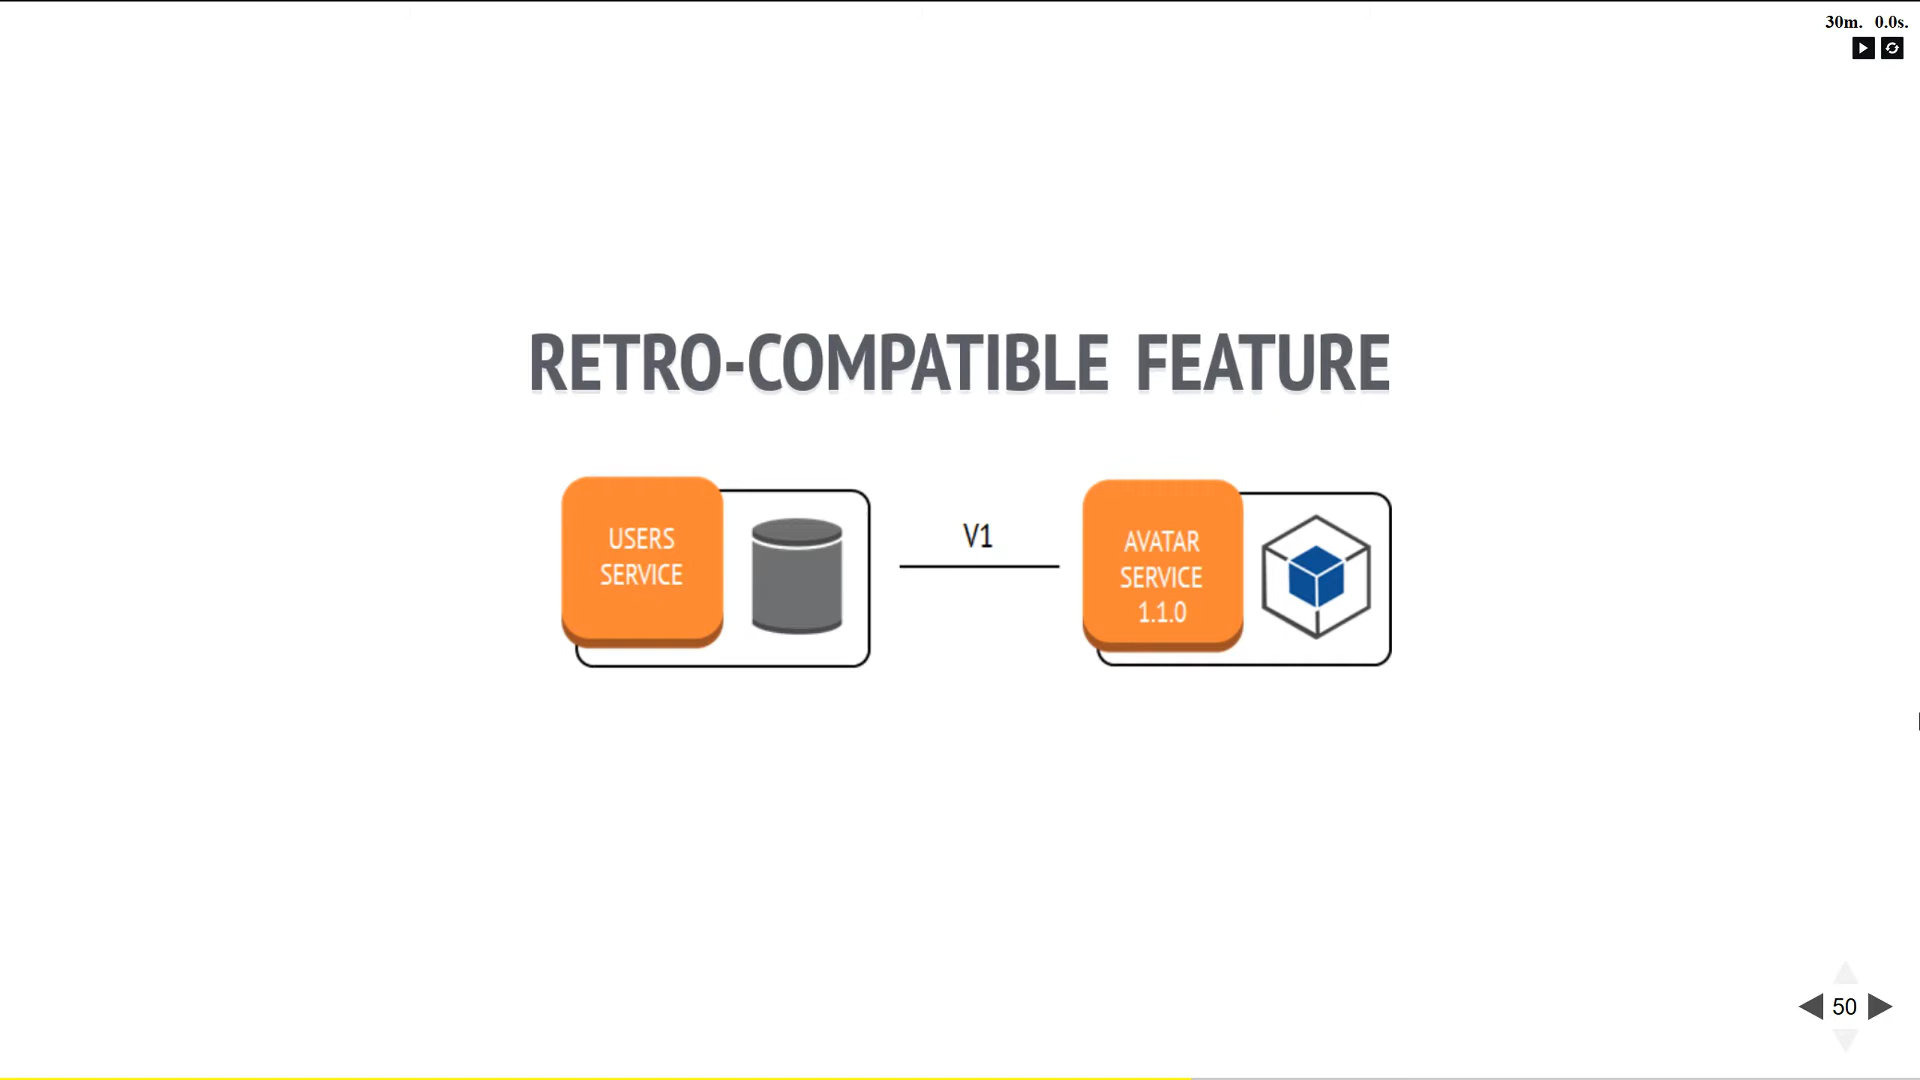 30m. 0.0s.
RETRO-COMPATIBLE FEATURE
USERS
SERVICE
V1
AVATAR
SERVICE
1.1.0
50